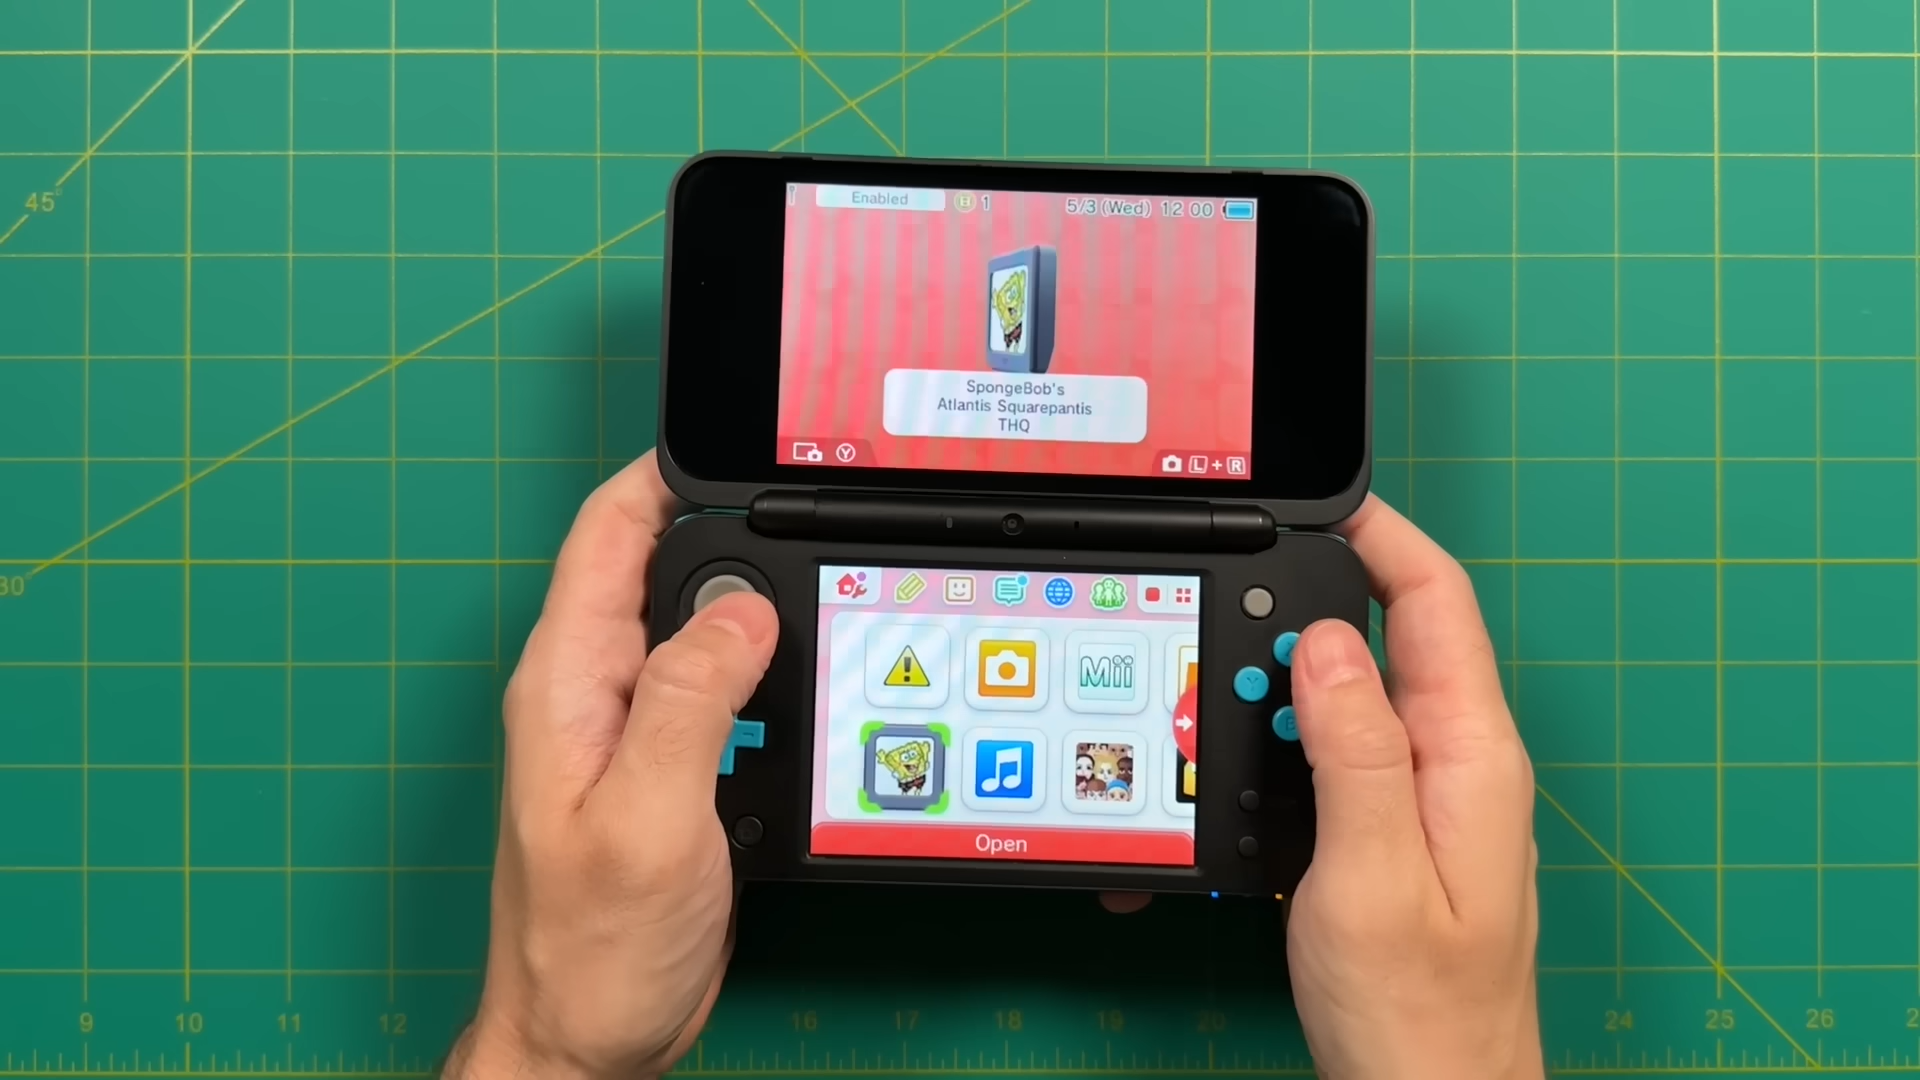 45°
30°
Enabled
1
5/3 (Wed) 12 00
SpongeBob's
Atlantis Squarepantis
THQ
Y
L + R
Mii
Y
B
Open
9 10 11 12 16 17 18 19 20 24 25 26